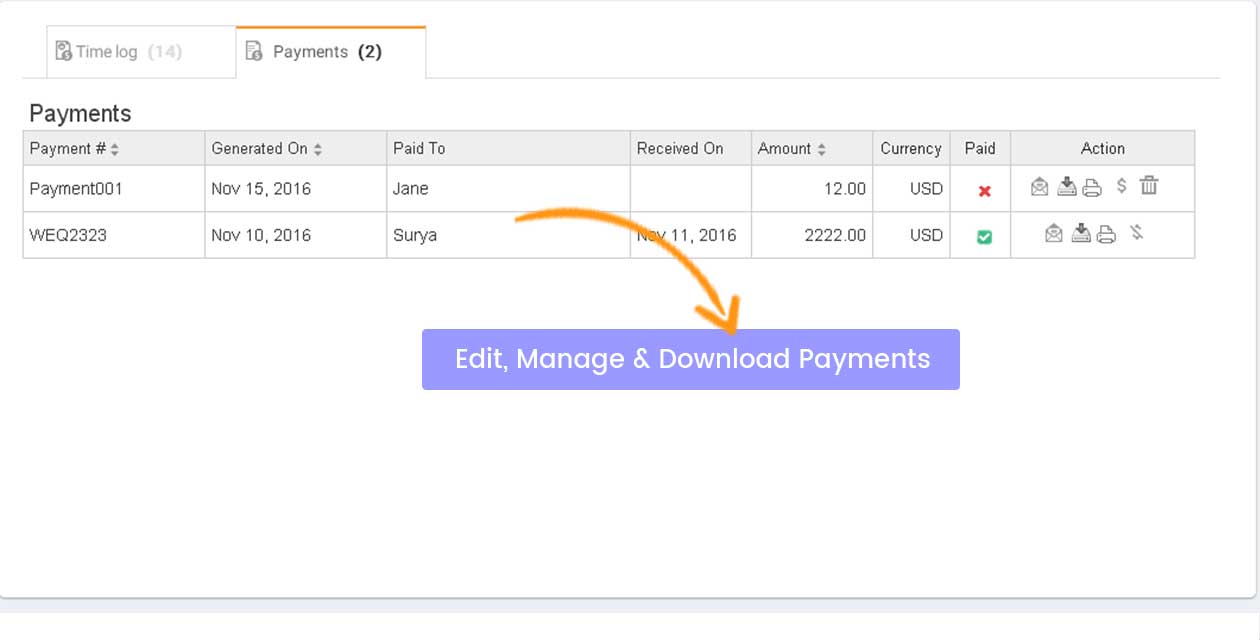 Time log (14) Payments (2)
Payments
Payment # Generated On Paid To Received On Amount Currency Paid Action
Payment001 Nov 15, 2016 Jane 12.00 USD $
WEQ2323 Nov 10, 2016 Surya Nov 11, 2016 2222.00 USD
Edit, Manage & Download Payments